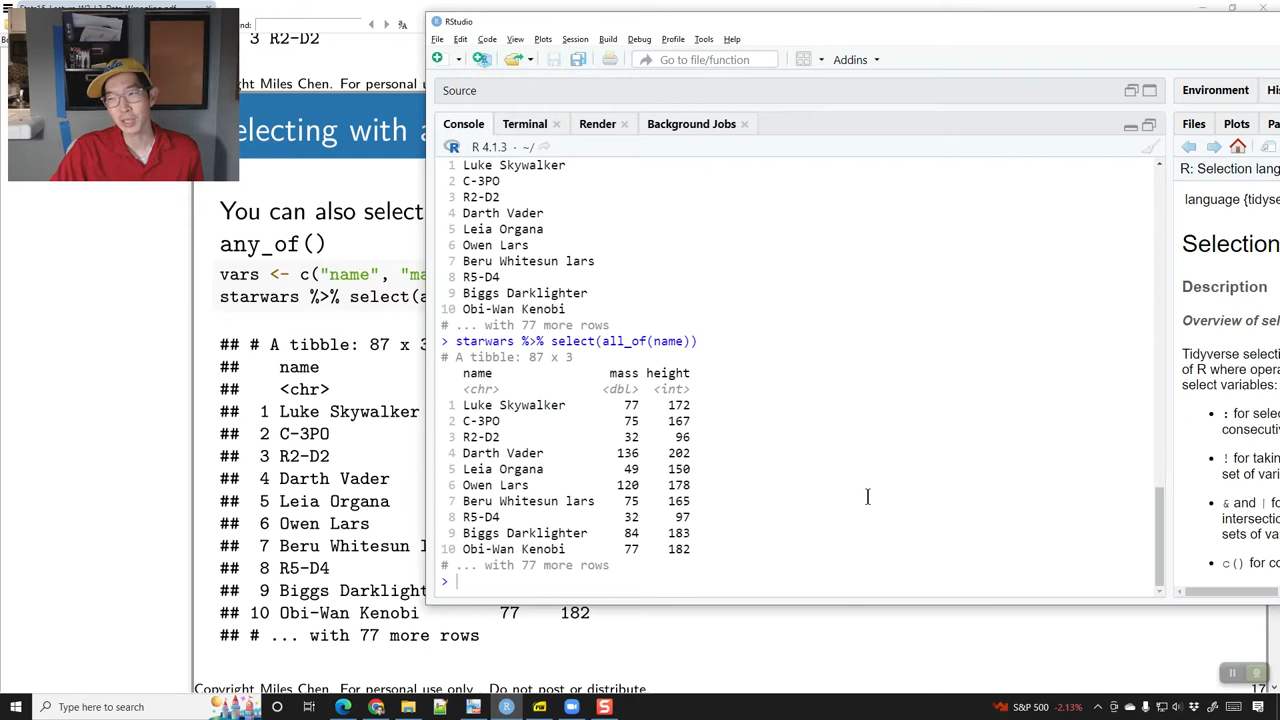 Find:
3 R2-D2
ght Miles Chen. For personal u
electing with a
You can also select
any_of()
vars <- c("name", "ma
starwars %>% select(a
## # A tibble: 87 x 3
## name
## <chr>
## 1 Luke Skywalker
## 2 C-3PO
## 3 R2-D2
## 4 Darth Vader
## 5 Leia Organa
## 6 Owen Lars
## 7 Beru Whitesun l
## 8 R5-D4
## 9 Biggs Darklight
## 10 Obi-Wan Kenobi 77 182
## # ... with 77 more rows
Copyright Miles Chen. For personal use only. Do not post or distribute.
17
RStudio
File Edit Code View Plots Session Build Debug Profile Tools Help
Go to file/function
Addins
Source
Console Terminal Render Background Jobs
R 4.1.3 · ~/
1 Luke Skywalker
2 C-3PO
3 R2-D2
4 Darth Vader
5 Leia Organa
6 Owen Lars
7 Beru Whitesun lars
8 R5-D4
9 Biggs Darklighter
10 Obi-Wan Kenobi
# ... with 77 more rows
> starwars %>% select(all_of(name))
# A tibble: 87 x 3
name mass height
<chr> <dbl> <int>
1 Luke Skywalker 77 172
2 C-3PO 75 167
3 R2-D2 32 96
4 Darth Vader 136 202
5 Leia Organa 49 150
6 Owen Lars 120 178
7 Beru Whitesun lars 75 165
8 R5-D4 32 97
9 Biggs Darklighter 84 183
10 Obi-Wan Kenobi 77 182
# ... with 77 more rows
>
Environment His
Files Plots Pa
R: Selection lang
language {tidyse
Selection
Description
Overview of sel
Tidyverse selecti
of R where opera
select variables:
: for selec
consecutiv
! for taking
set of varia
& and | fo
intersection
sets of va
c() for co
Type here to search
S&P 500 -2.13%